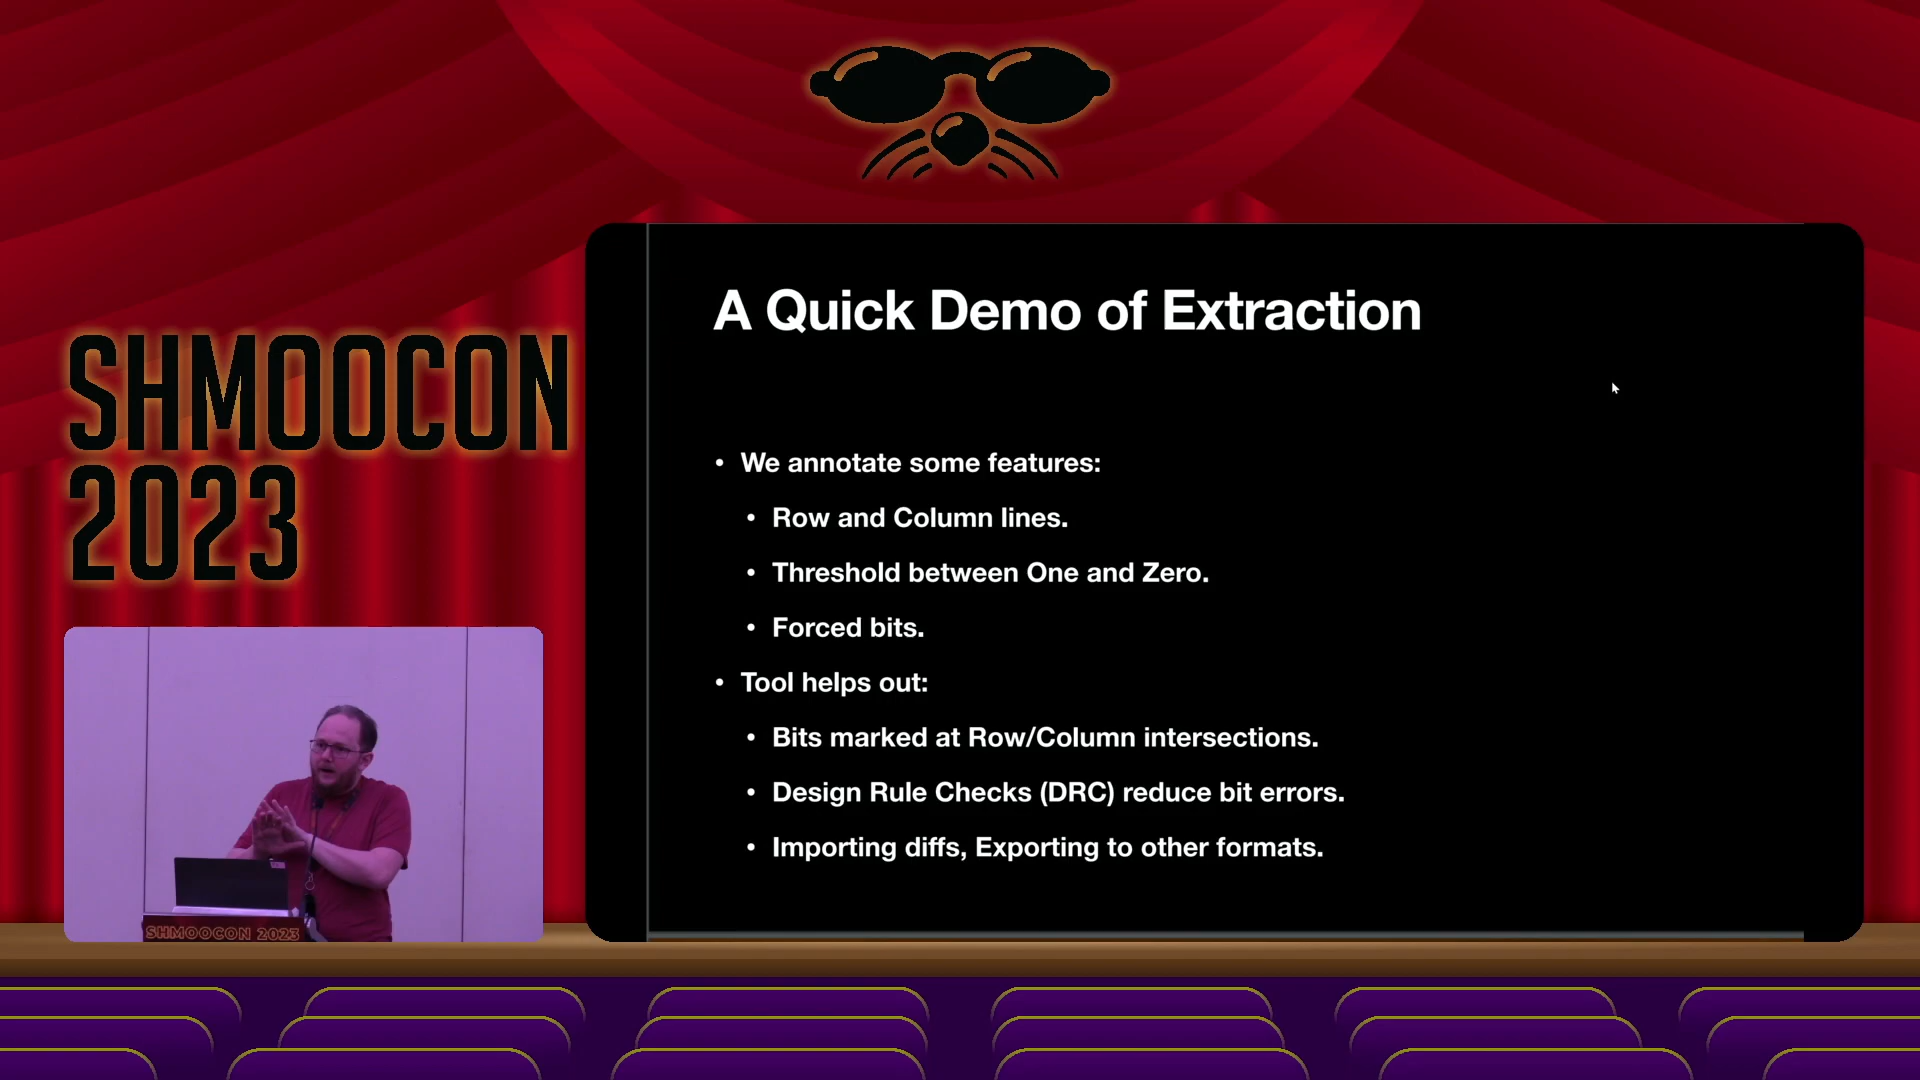 SHMOOCON
2023
A Quick Demo of Extraction
• We annotate some features:
• Row and Column lines.
• Threshold between One and Zero.
• Forced bits.
• Tool helps out:
• Bits marked at Row/Column intersections.
• Design Rule Checks (DRC) reduce bit errors.
• Importing diffs, Exporting to other formats.
SHMOOCON 2023